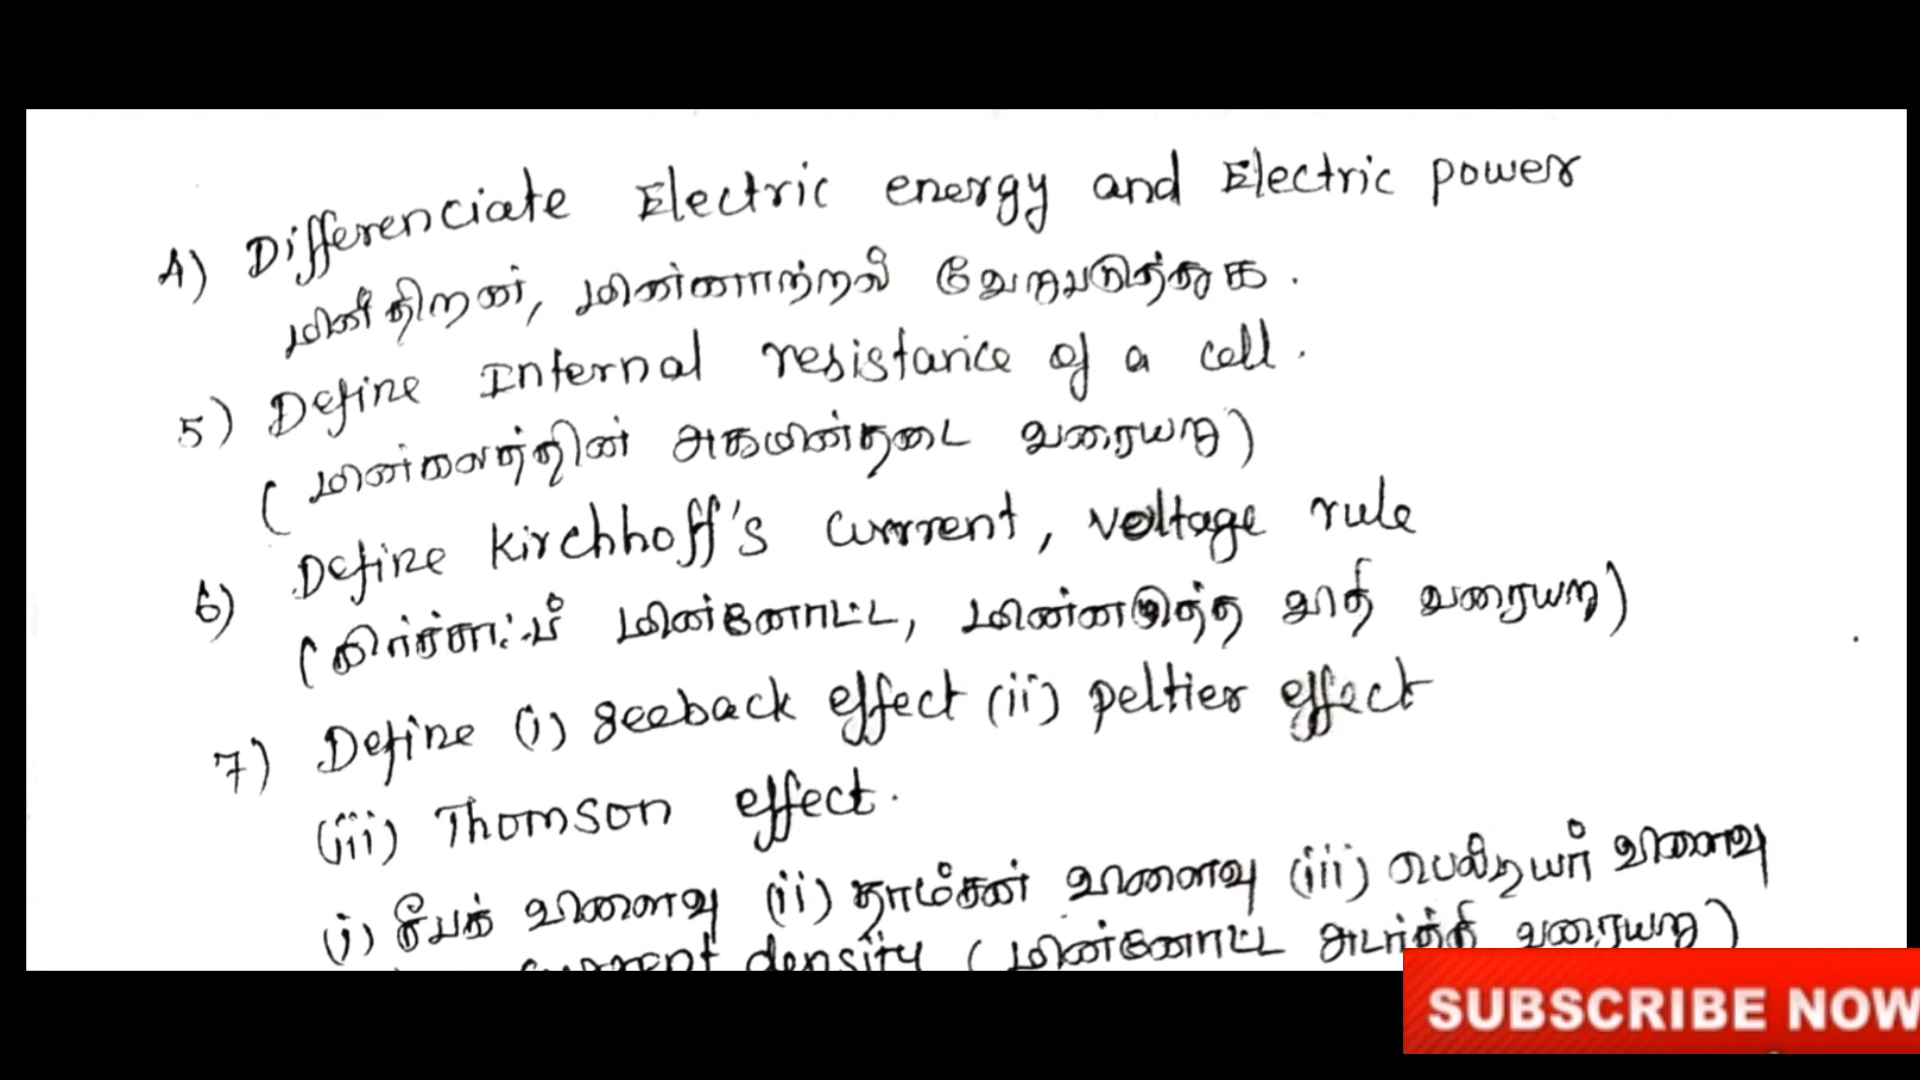 4) Differenciate Electric energy and Electric power
மின்திறன், மின்னாற்றல் வேறுபடுத்துக.
5) Define Internal resistance of a cell.
(மின்கலத்தின் அகமின்தடை வரையறு)
6) Define Kirchhoff's Current, Voltage rule
(கிர்க்காஃப் மின்னோட்ட, மின்னழுத்த விதி வரையறு)
7) Define (i) Seeback effect (ii) peltier effect
(iii) Thomson effect.
(i) சீபெக் விளைவு (ii) தாம்சன் விளைவு (iii) பெல்டியர் விளைவு
current density (மின்னோட்ட அடர்த்தி வரையறு)
SUBSCRIBE NOW